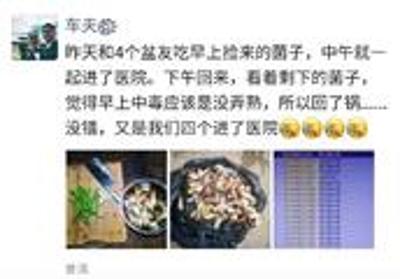 车天
昨天和4个盆友吃早上捡来的菌子，中午就一
起进了医院。下午回来，看着剩下的菌子，
觉得早上中毒应该是没弄熟，所以回了锅......
没错，又是我们四个进了医院